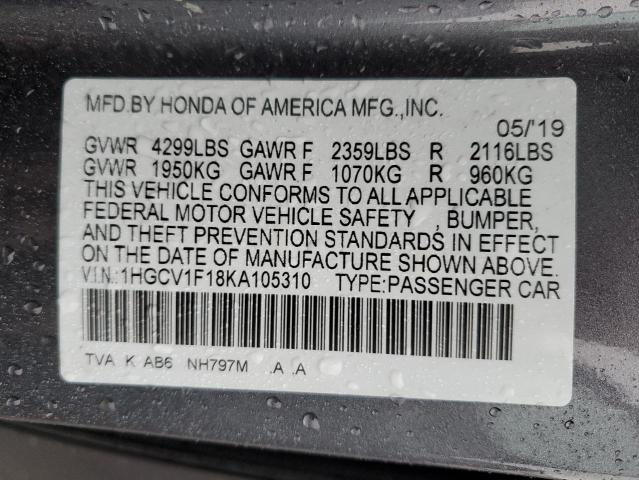 MFD.BY HONDA OF AMERICA MFG.,INC.
05/'19
GVWR 4299LBS GAWR F 2359LBS R 2116LBS
GVWR 1950KG GAWR F 1070KG R 960KG
THIS VEHICLE CONFORMS TO ALL APPLICABLE
FEDERAL MOTOR VEHICLE SAFETY , BUMPER,
AND THEFT PREVENTION STANDARDS IN EFFECT
ON THE DATE OF MANUFACTURE SHOWN ABOVE.
V.I.N.:1HGCV1F18KA105310 TYPE:PASSENGER CAR
TVA K AB6 NH797M .A .A